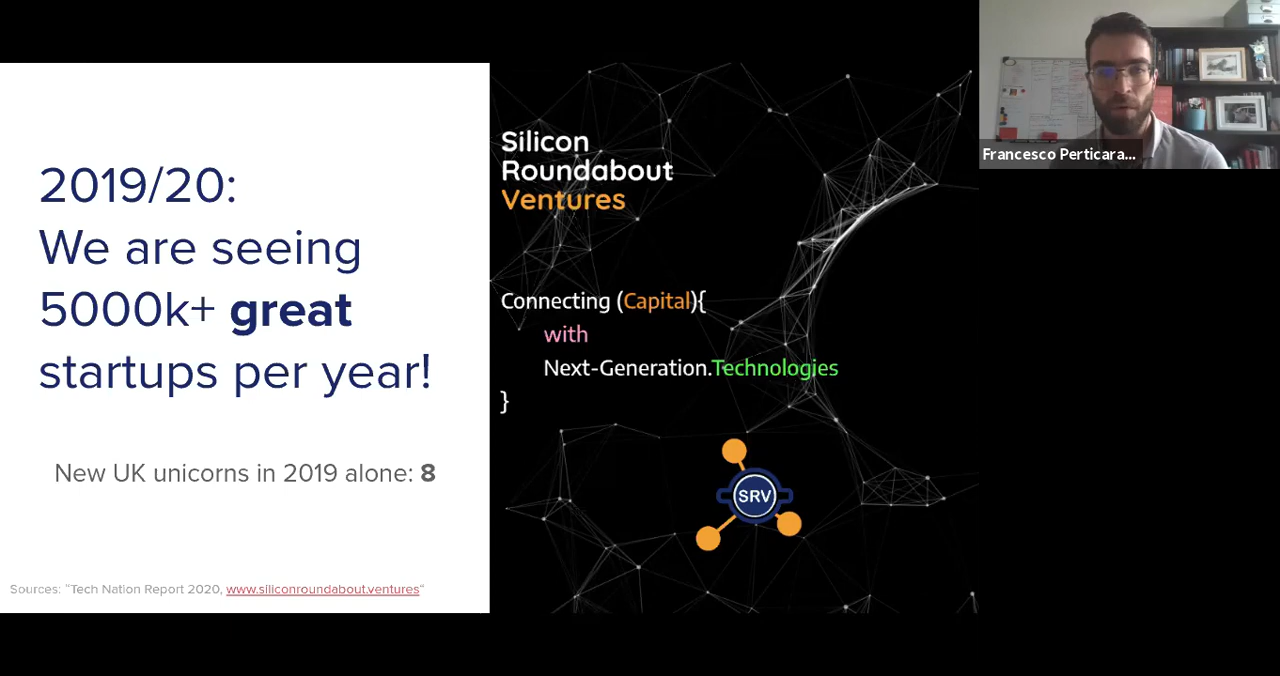 2019/20:
We are seeing
5000k+ great
startups per year!
New UK unicorns in 2019 alone: 8
Sources: “Tech Nation Report 2020, www.siliconroundabout.ventures“
Silicon
Roundabout
Ventures
Connecting (Capital){
with
Next-Generation.Technologies
}
SRV
Francesco Perticara...